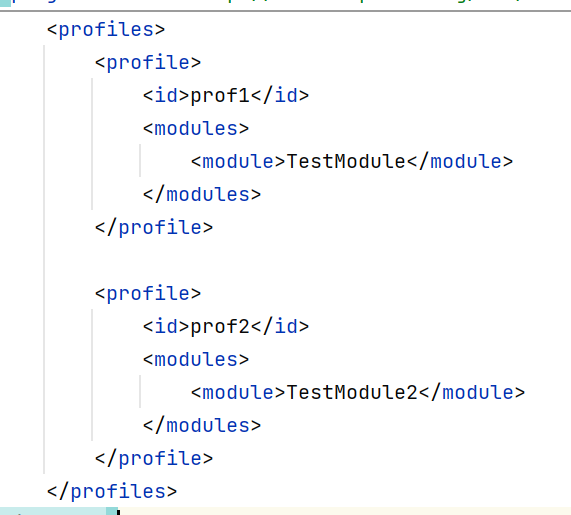 <profiles>
<profile>
<id>prof1</id>
<modules>
<module>TestModule</module>
</modules>
</profile>
<profile>
<id>prof2</id>
<modules>
<module>TestModule2</module>
</modules>
</profile>
</profiles>